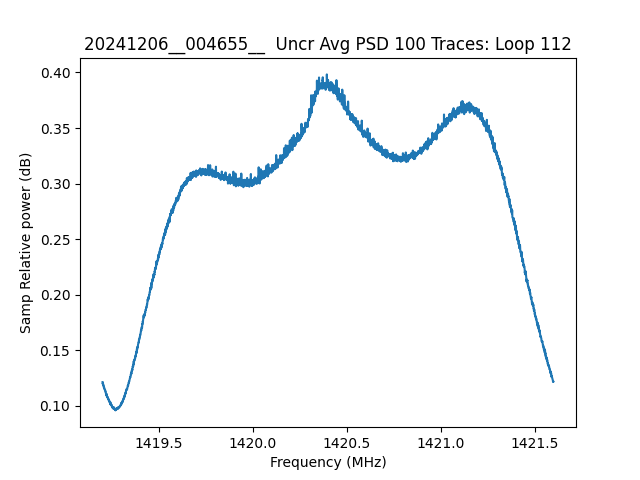 20241206__004655__  Uncr Avg PSD 100 Traces: Loop 112
0.40
0.35
0.30
0.25
0.20
0.15
0.10
Samp Relative power (dB)
1419.5 1420.0 1420.5 1421.0 1421.5
Frequency (MHz)